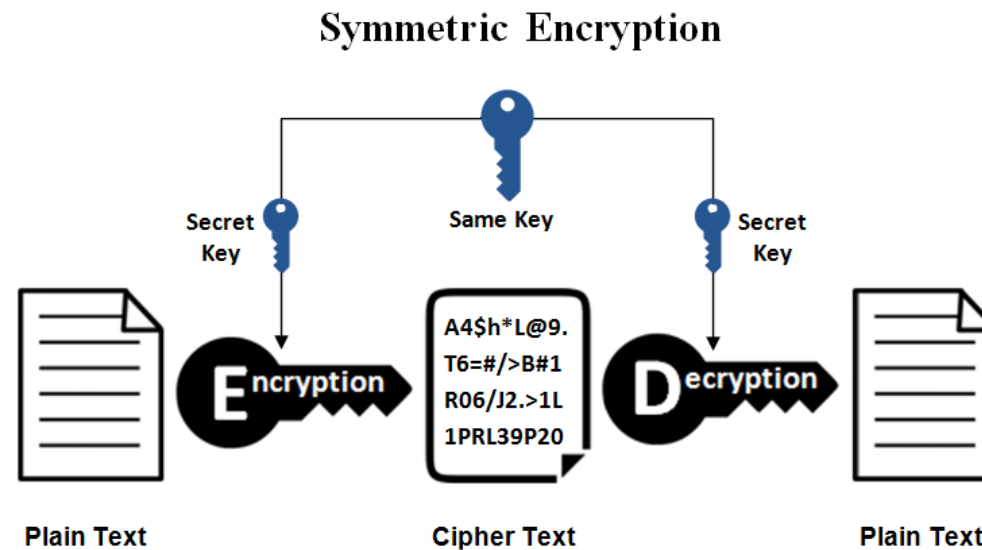 Symmetric Encryption
Same Key
Secret
Key
Secret
Key
Encryption
A4$h*L@9.
T6=#/>B#1
R06/J2.>1L
1PRL39P20
Decryption
Plain Text
Cipher Text
Plain Text